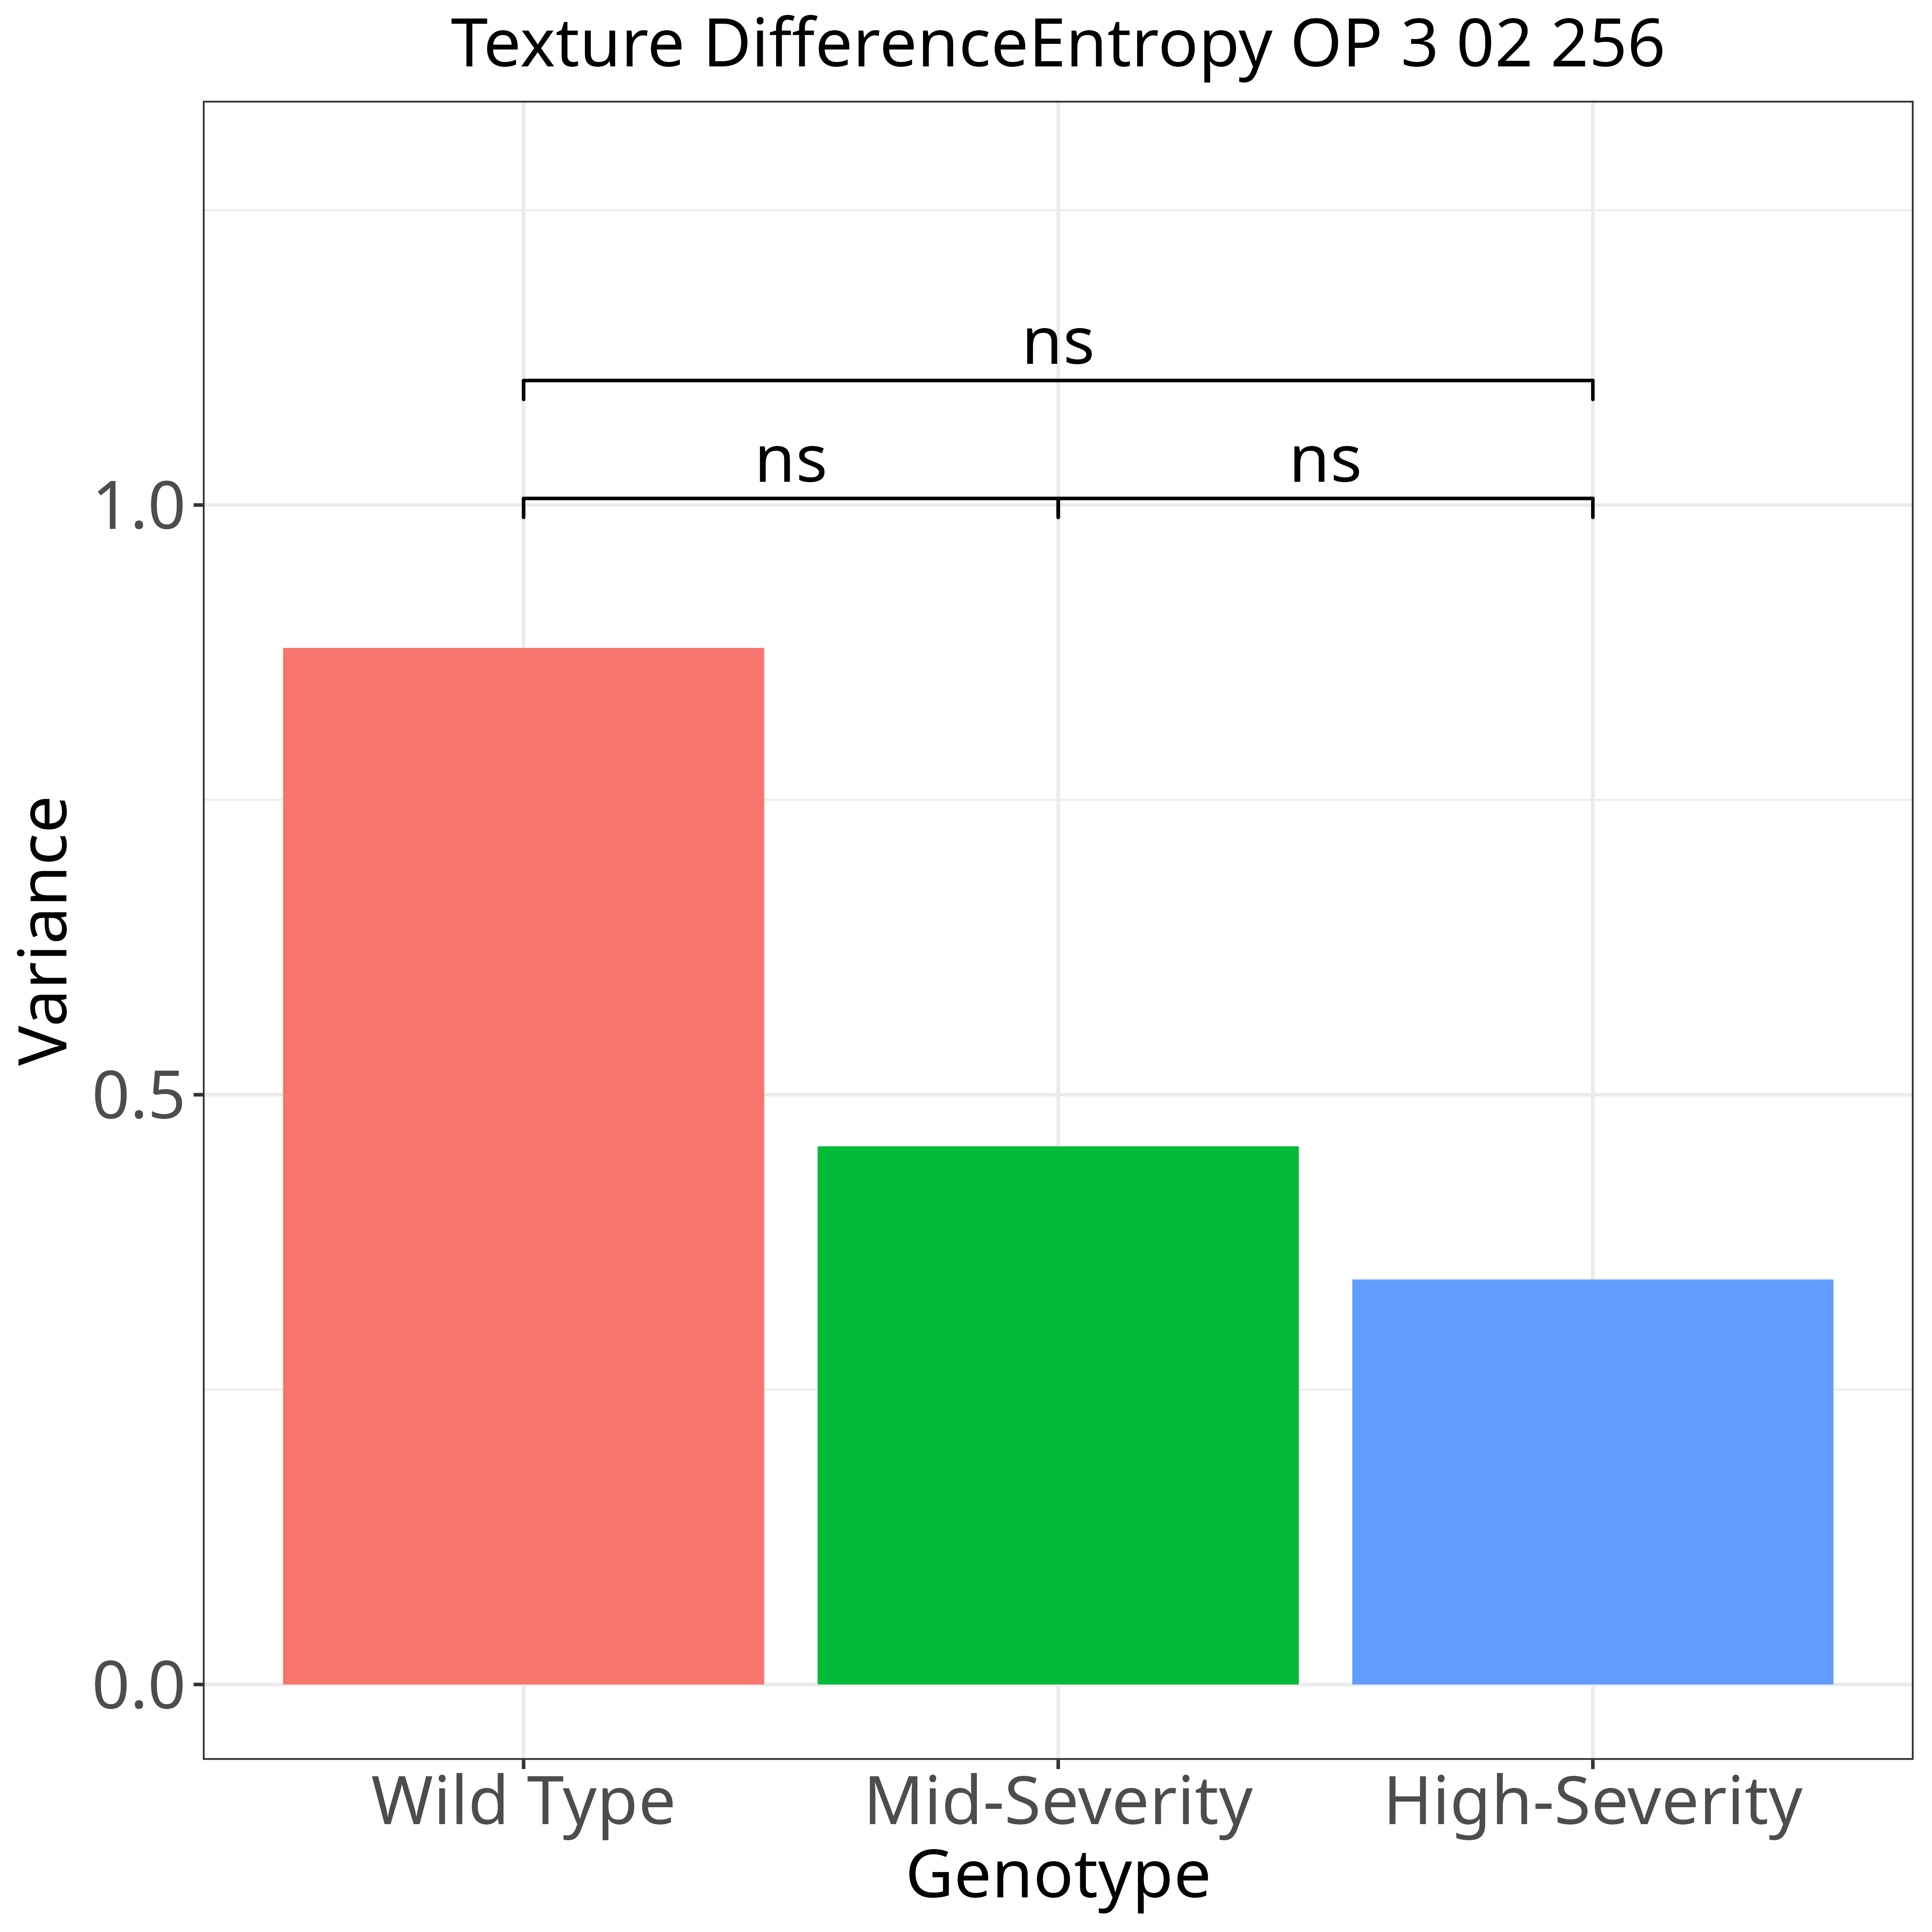 Texture DifferenceEntropy OP 3 02 256
ns
ns ns
1.0
0.5
0.0
Variance
Wild Type Mid-Severity High-Severity
Genotype